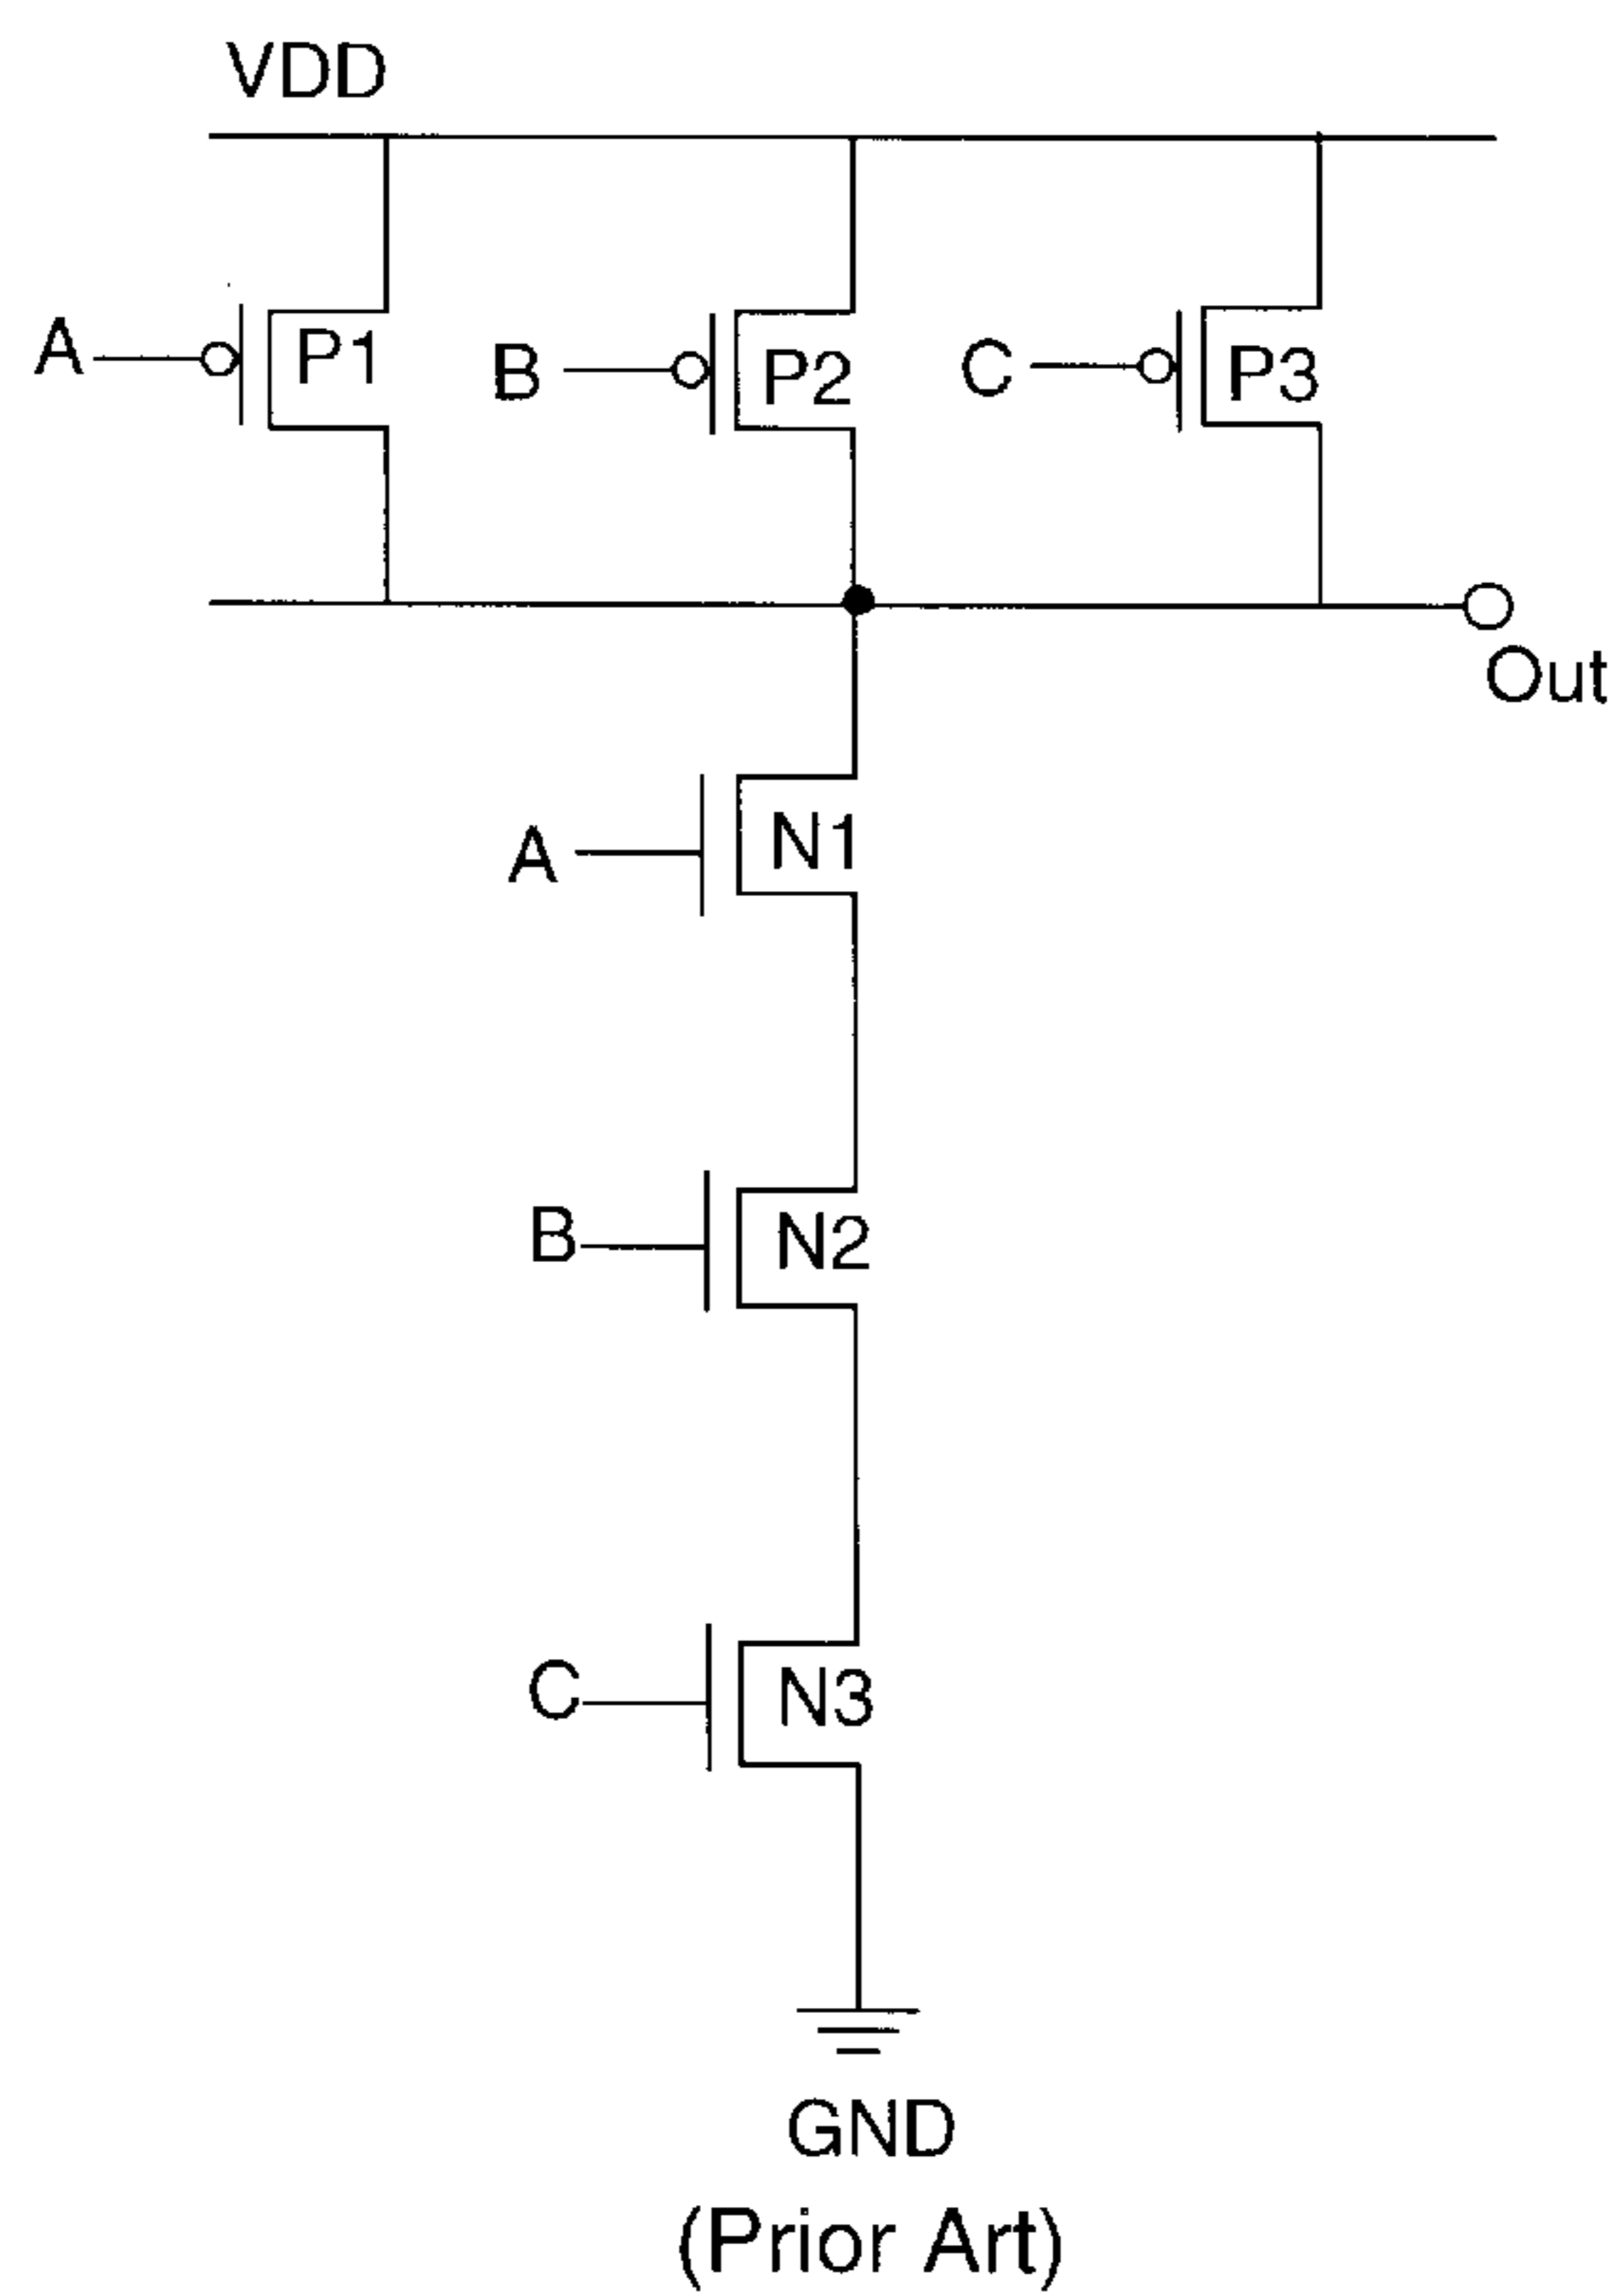 VDD
A P1 B P2 C P3
Out
A N1
B N2
C N3
GND
(Prior Art)